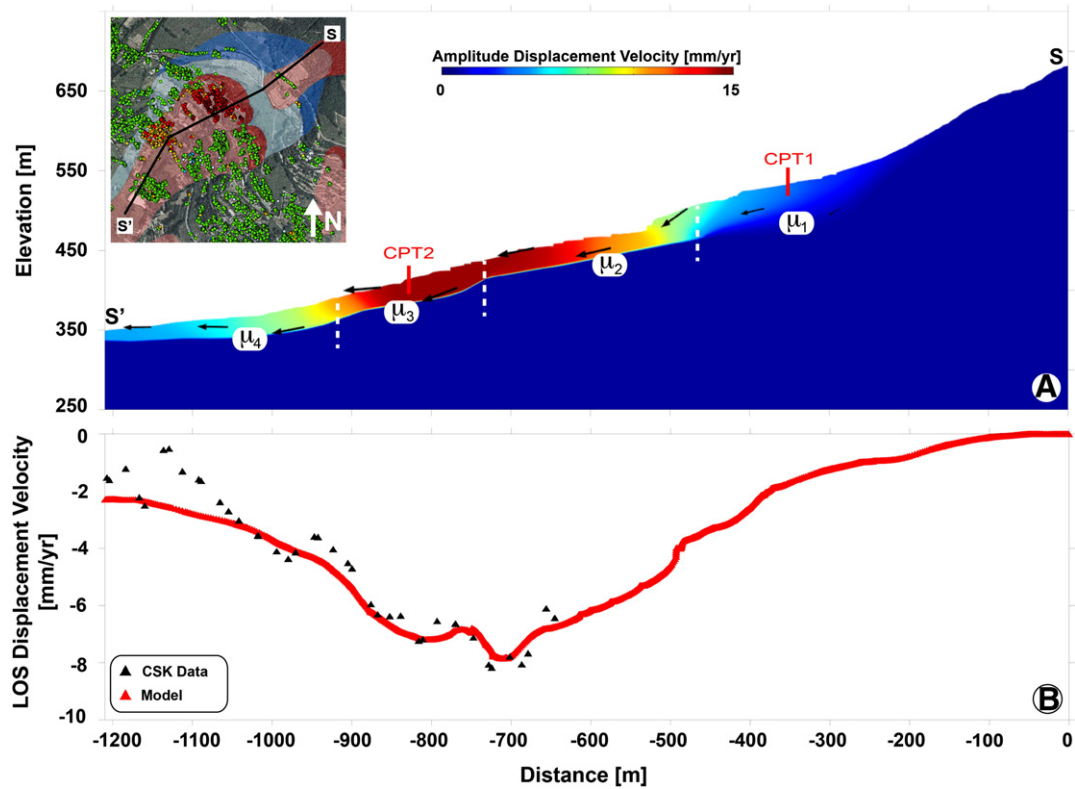 S
S'
N
Amplitude Displacement Velocity [mm/yr]
0 15
S
650
550
450
350
250
Elevation [m]
CPT1
CPT2
μ1
μ2
μ3
μ4
S'
A
0
-2
-4
-6
-8
-10
LOS Displacement Velocity
[mm/yr]
CSK Data
Model
B
-1200 -1100 -1000 -900 -800 -700 -600 -500 -400 -300 -200 -100 0
Distance [m]